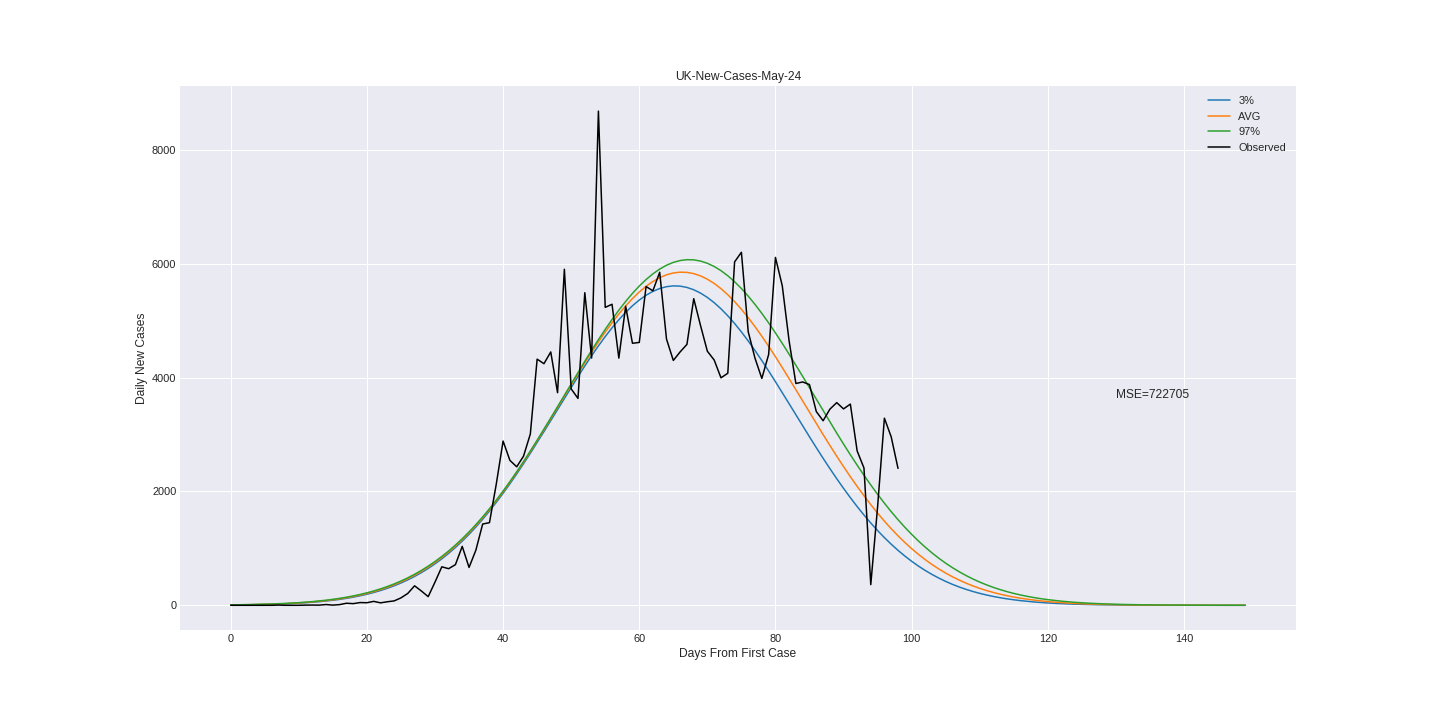 UK-New-Cases-May-24
3%
AVG
97%
Observed
8000
6000
4000
2000
0
Daily New Cases
MSE=722705
0 20 40 60 80 100 120 140
Days From First Case